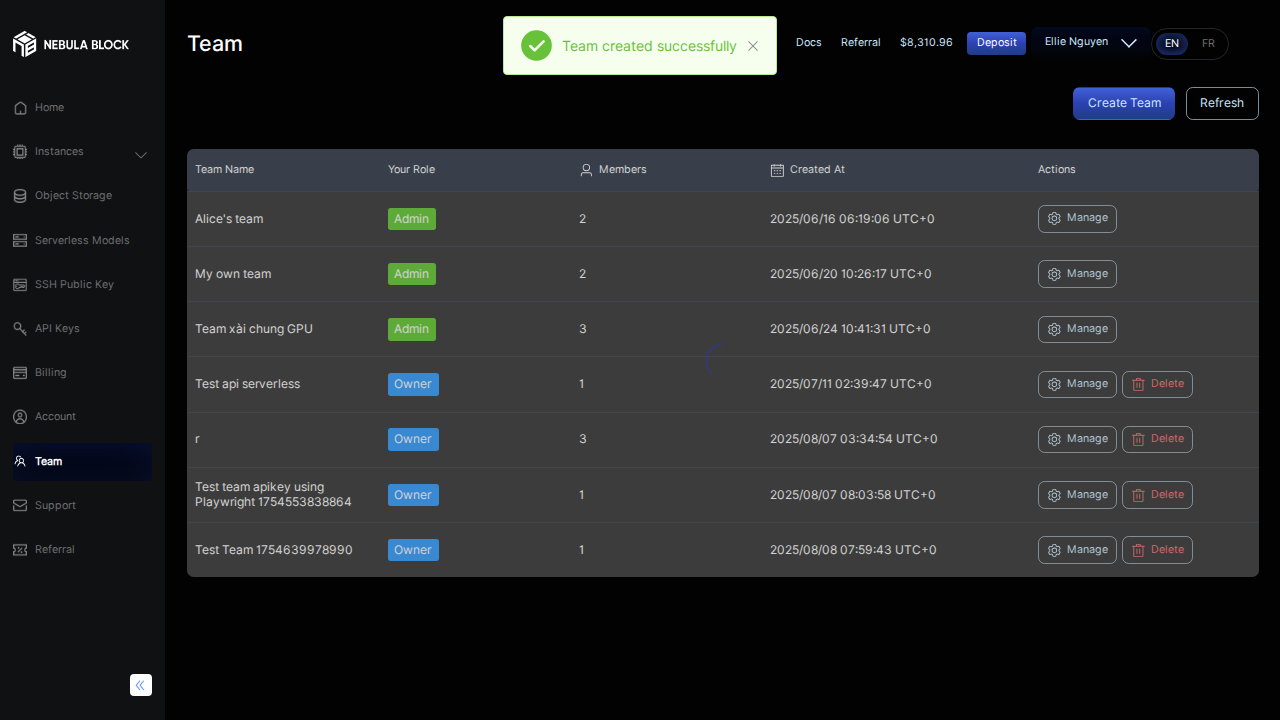 NEBULA BLOCK
Team
Team created successfully
Docs
Referral
$8,310.96
Deposit
Ellie Nguyen
EN
FR
Create Team
Refresh
Home
Instances
Object Storage
Serverless Models
SSH Public Key
API Keys
Billing
Account
Team
Support
Referral
Team Name Your Role Members Created At Actions
Alice's team Admin 2 2025/06/16 06:19:06 UTC+0 Manage
My own team Admin 2 2025/06/20 10:26:17 UTC+0 Manage
Team xài chung GPU Admin 3 2025/06/24 10:41:31 UTC+0 Manage
Test api serverless Owner 1 2025/07/11 02:39:47 UTC+0 Manage Delete
r Owner 3 2025/08/07 03:34:54 UTC+0 Manage Delete
Test team apikey using
Playwright 1754553838864 Owner 1 2025/08/07 08:03:58 UTC+0 Manage Delete
Test Team 1754639978990 Owner 1 2025/08/08 07:59:43 UTC+0 Manage Delete